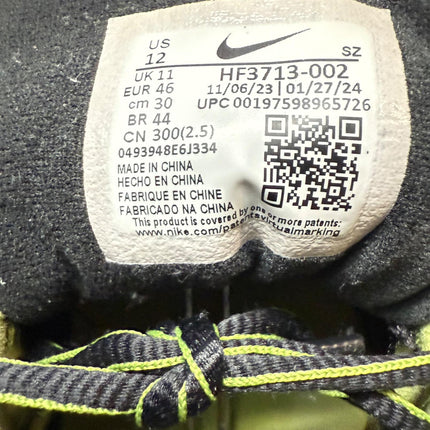 US
12
SZ
UK 11
HF3713-002
EUR 46
11/06/23 | 01/27/24
cm 30
UPC 00197598965726
BR 44
CN 300(2.5)
0493948E6J334
MADE IN CHINA
HECHO EN CHINA
FABRIQUE EN CHINE
FABRICADO NA CHINA
This product is covered by one or more patents:
www.nike.com/patentavirtualmarking